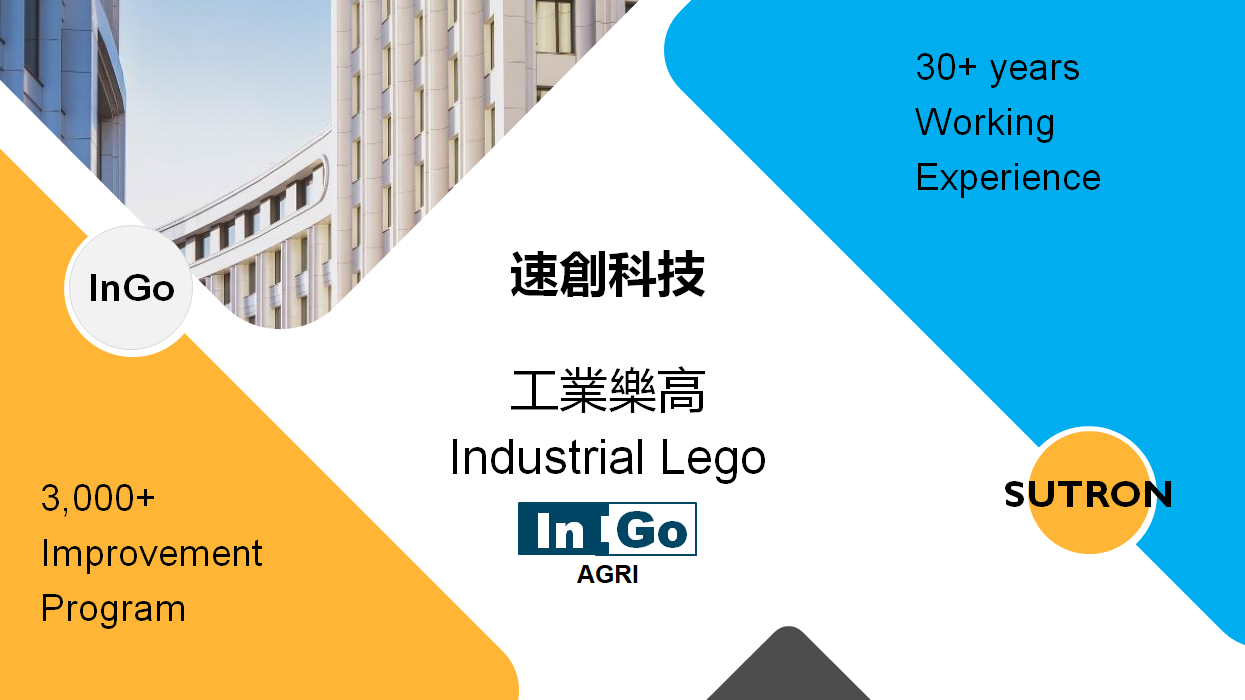 30+ years
Working
Experience
InGo
速創科技
工業樂高
Industrial Lego
SUTRON
3,000+
Improvement
Program
InGo
AGRI